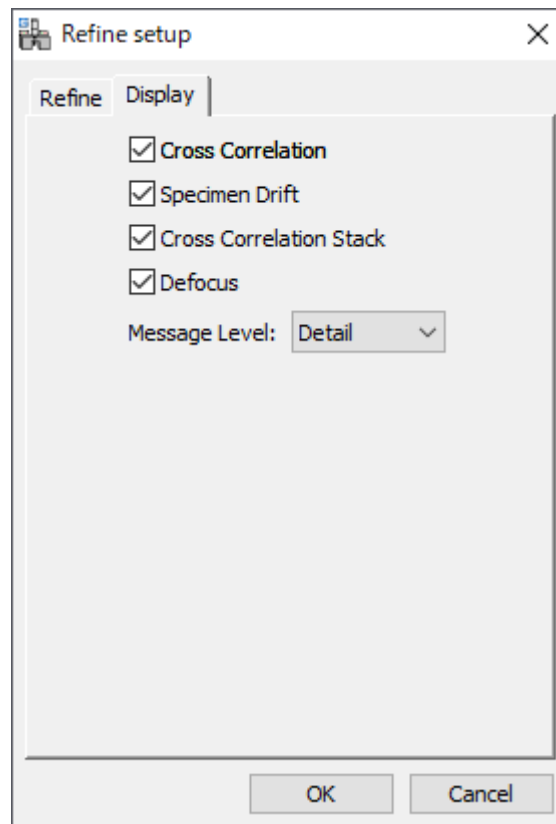 Refine setup
Refine Display
Cross Correlation
Specimen Drift
Cross Correlation Stack
Defocus
Message Level: Detail
OK Cancel